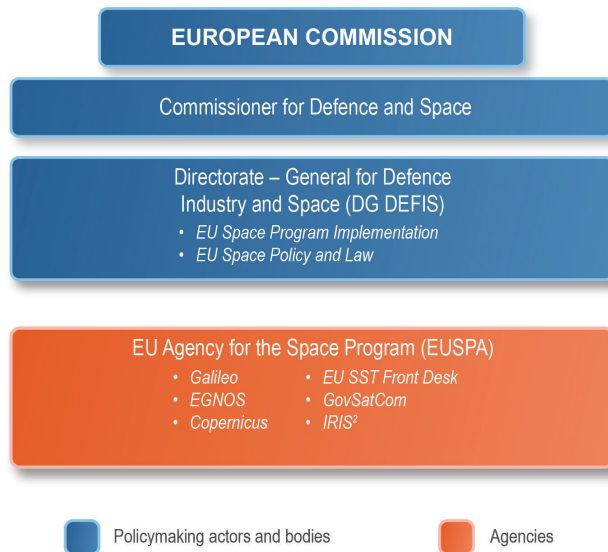 EUROPEAN COMMISSION
Commissioner for Defence and Space
Directorate – General for Defence
Industry and Space (DG DEFIS)
• EU Space Program Implementation
• EU Space Policy and Law
EU Agency for the Space Program (EUSPA)
• Galileo
• EGNOS
• Copernicus
• EU SST Front Desk
• GovSatCom
• IRIS²
Policymaking actors and bodies
Agencies